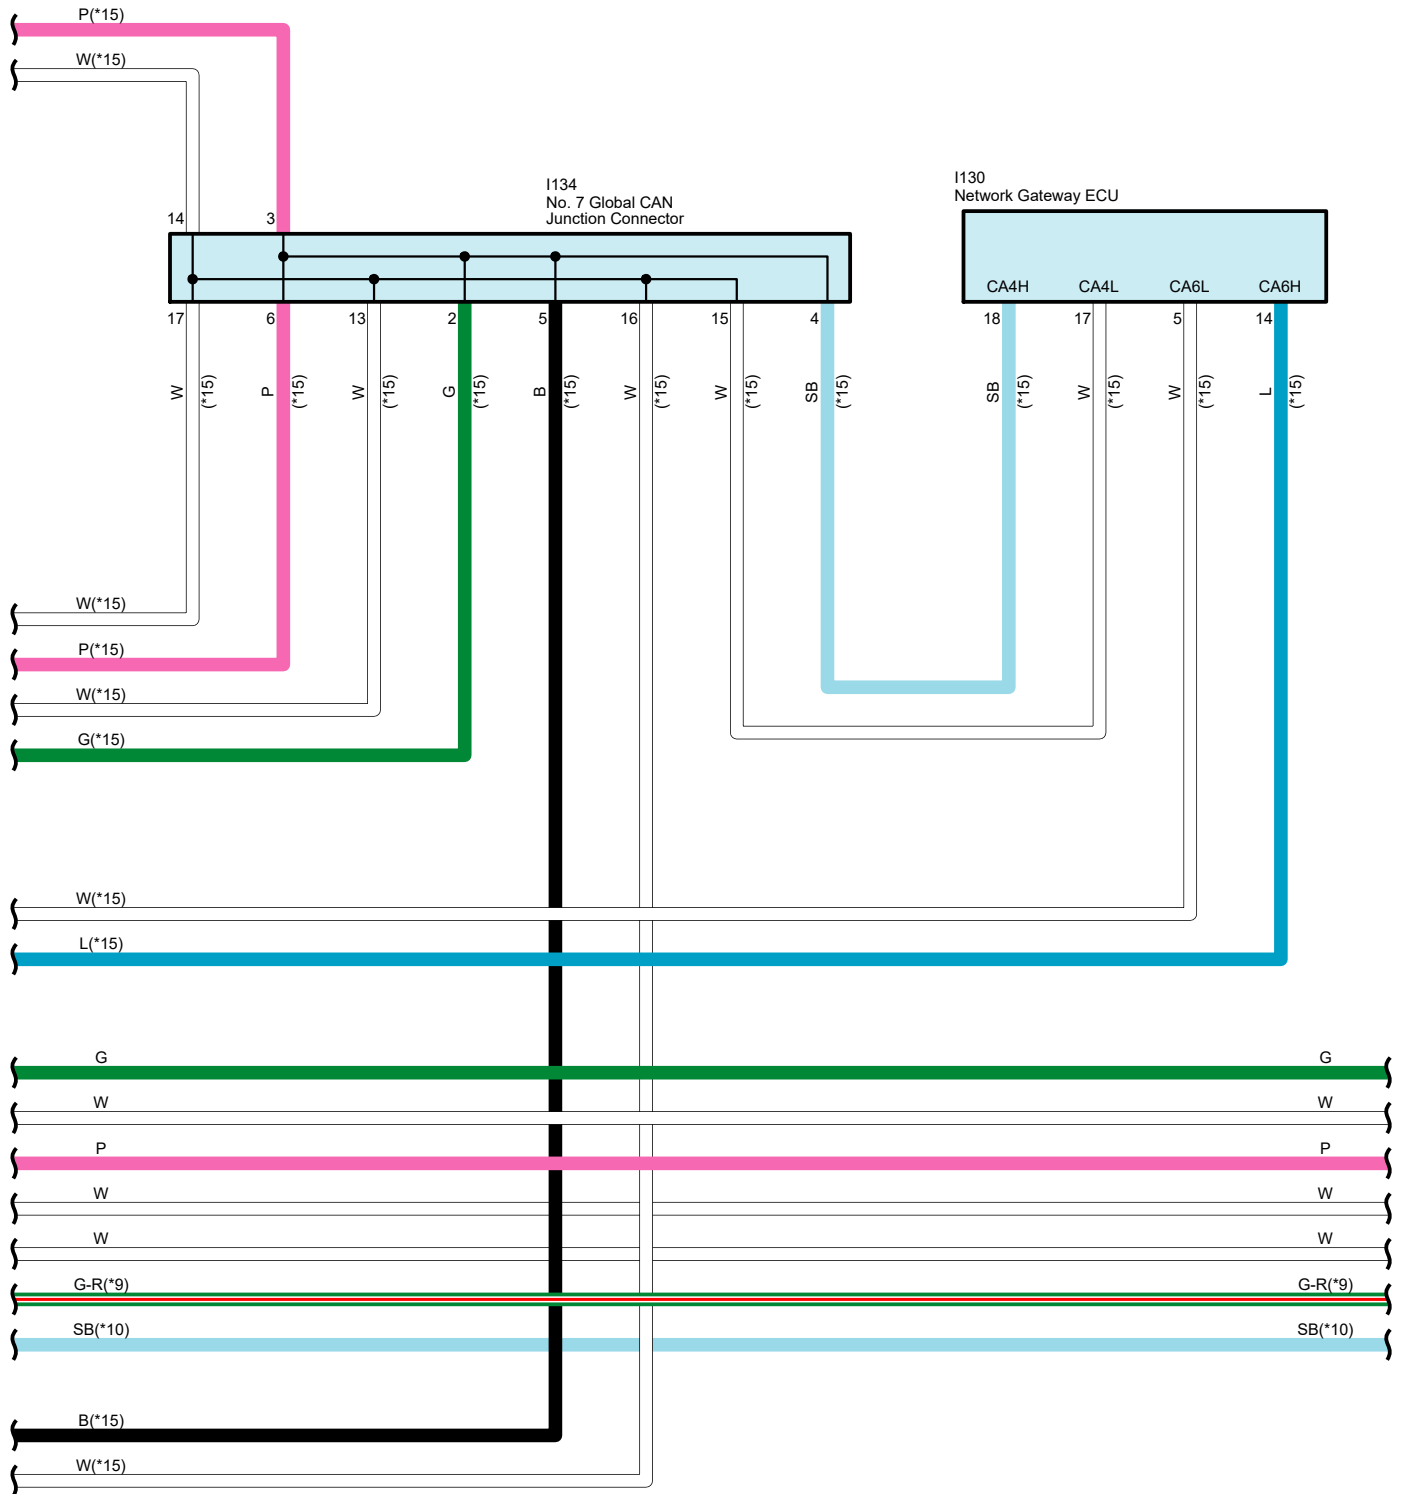 P(*15)
W(*15)
I134
No. 7 Global CAN
Junction Connector
I130
Network Gateway ECU
14
3
CA4H
CA4L
CA6L
CA6H
17
6
13
2
5
16
15
4
18
17
5
14
W
(*15)
P
(*15)
W
(*15)
G
(*15)
B
(*15)
W
(*15)
W
(*15)
SB
(*15)
SB
(*15)
W
(*15)
W
(*15)
L
(*15)
W(*15)
P(*15)
W(*15)
G(*15)
W(*15)
L(*15)
G
G
W
W
P
P
W
W
W
W
G-R(*9)
G-R(*9)
SB(*10)
SB(*10)
B(*15)
W(*15)